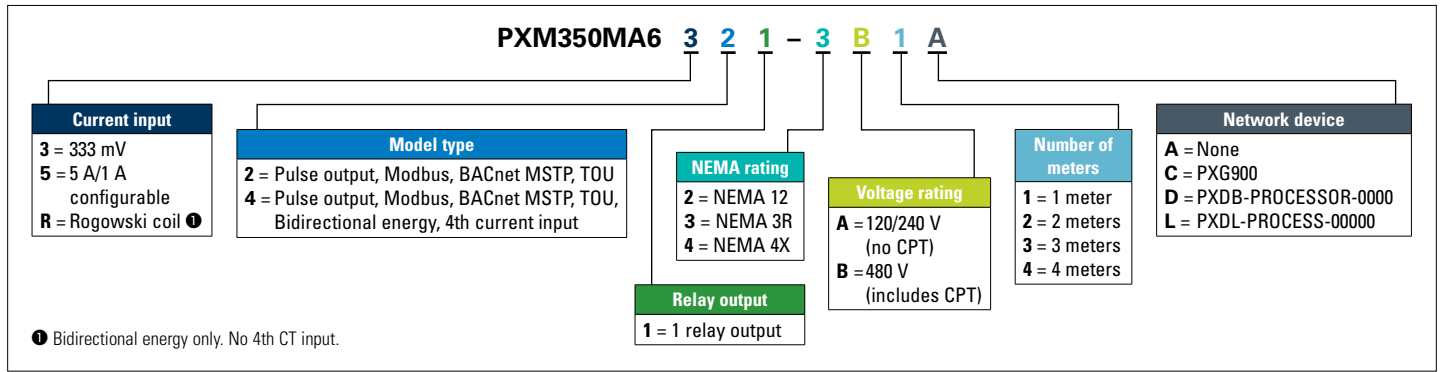 PXM350MA6 3 2 1 – 3 B 1 A
Current input
3 = 333 mV
5 = 5 A/1 A
configurable
R = Rogowski coil ❶
Model type
2 = Pulse output, Modbus, BACnet MSTP, TOU
4 = Pulse output, Modbus, BACnet MSTP, TOU,
Bidirectional energy, 4th current input
Relay output
1 = 1 relay output
NEMA rating
2 = NEMA 12
3 = NEMA 3R
4 = NEMA 4X
Voltage rating
A = 120/240 V
(no CPT)
B = 480 V
(includes CPT)
Number of
meters
1 = 1 meter
2 = 2 meters
3 = 3 meters
4 = 4 meters
Network device
A = None
C = PXG900
D = PXDB-PROCESSOR-0000
L = PXDL-PROCESS-00000
❶ Bidirectional energy only. No 4th CT input.